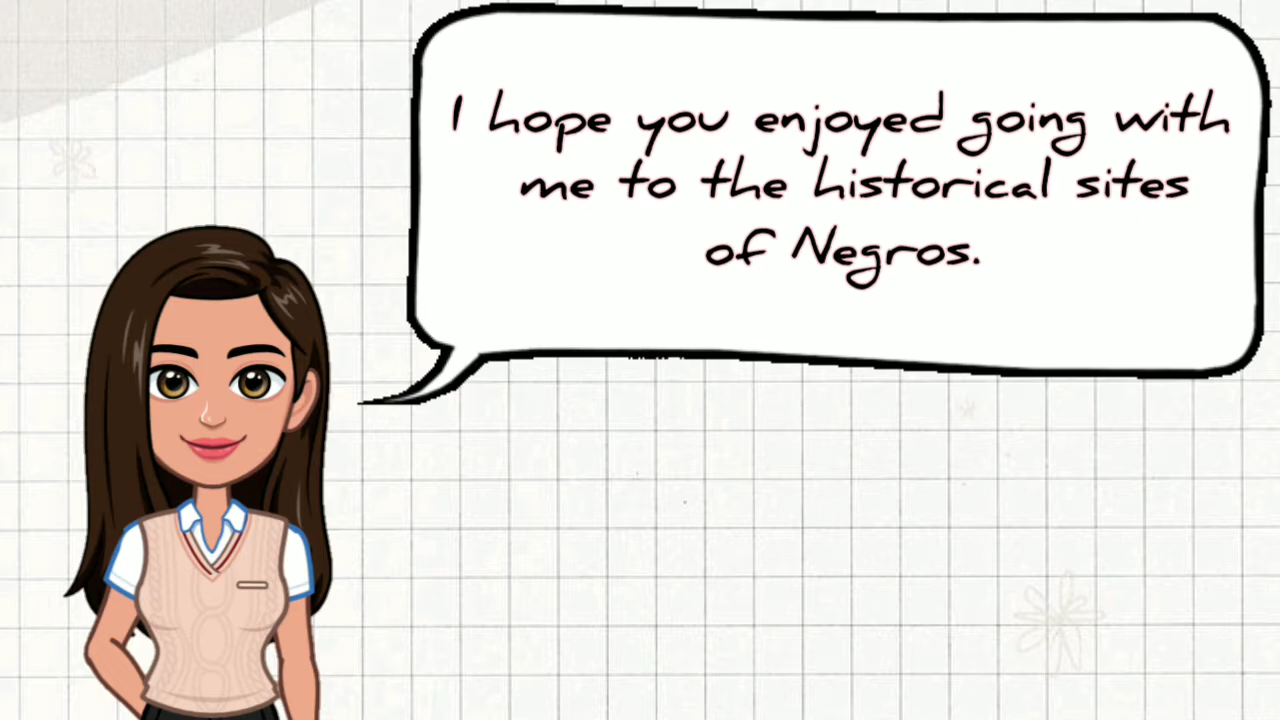 I hope you enjoyed going with
me to the historical sites
of Negros.